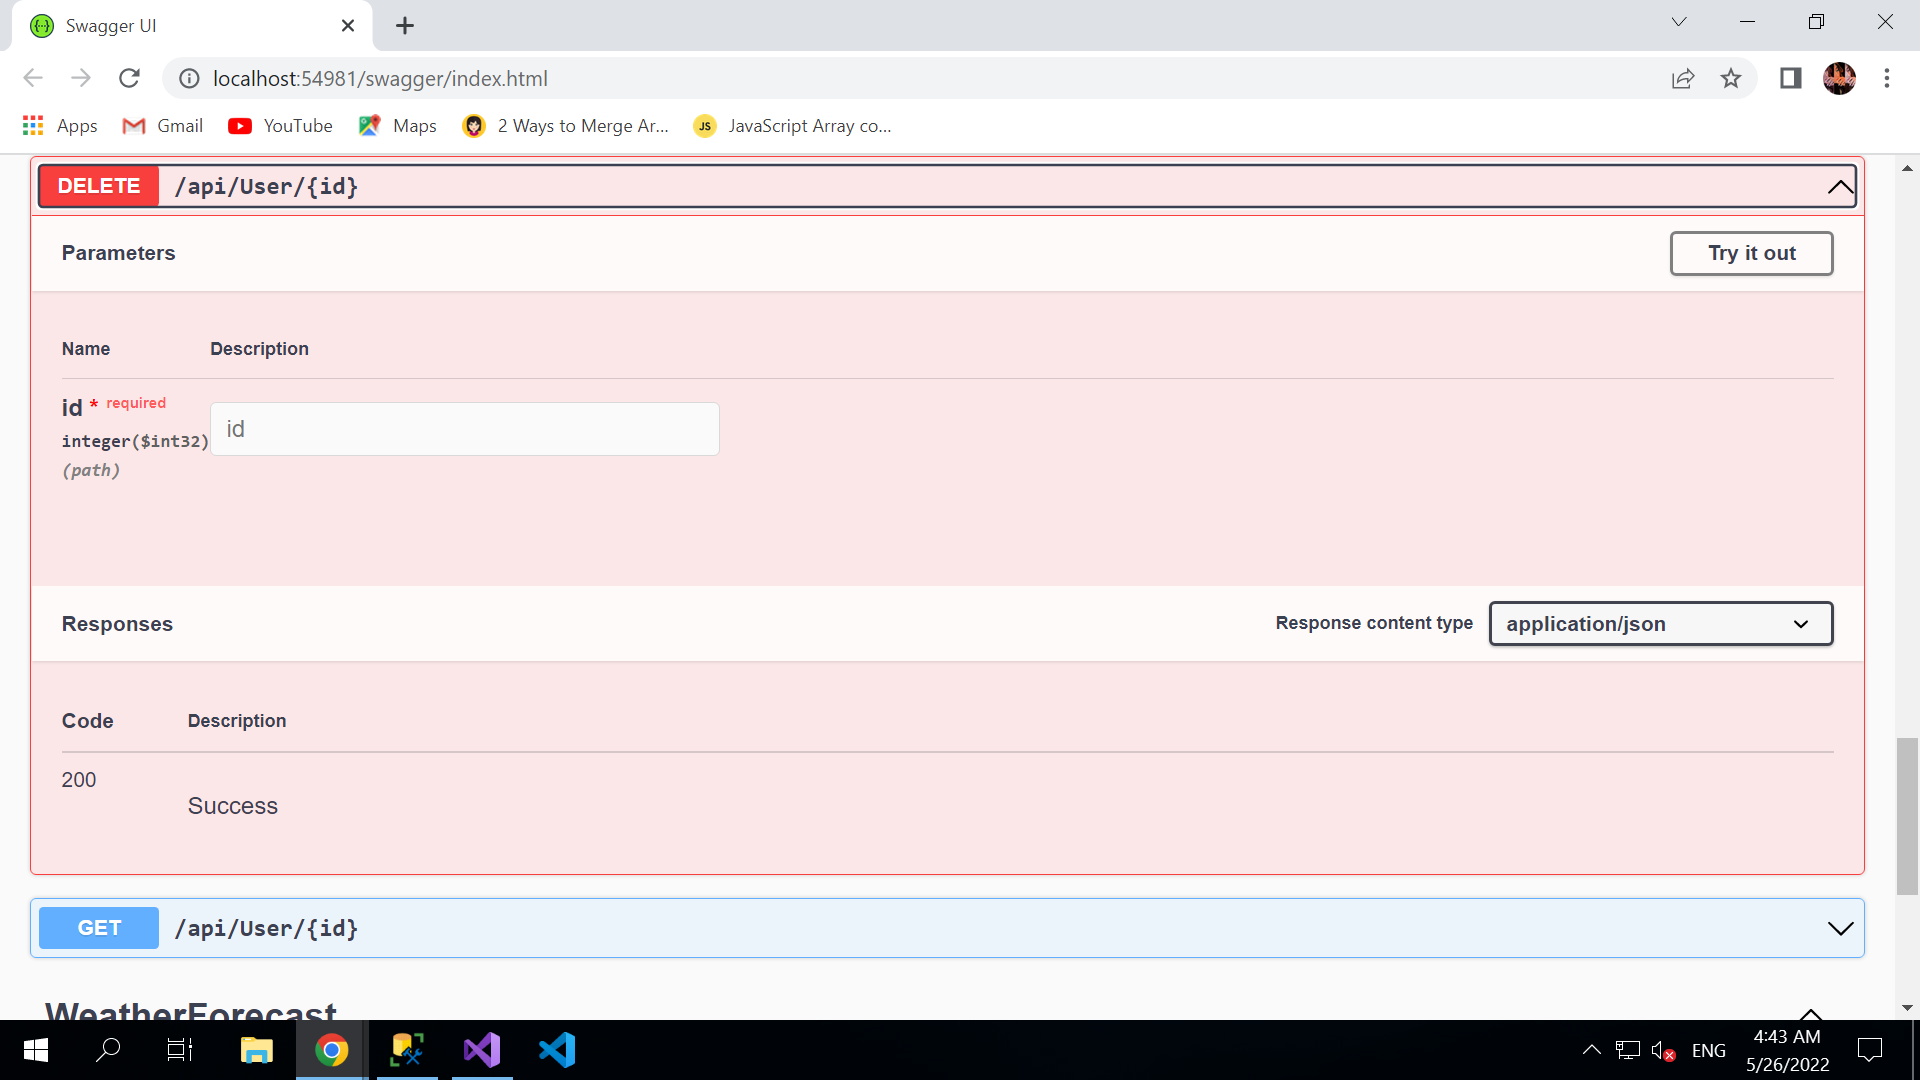 Swagger UI
localhost:54981/swagger/index.html
Apps Gmail YouTube Maps 2 Ways to Merge Ar... JS JavaScript Array co...
DELETE /api/User/{id}
Parameters Try it out
Name Description
id * required
id
integer($int32)
(path)
Responses Response content type application/json
Code Description
200
Success
GET /api/User/{id}
WeatherForecast
4:43 AM
ENG
5/26/2022